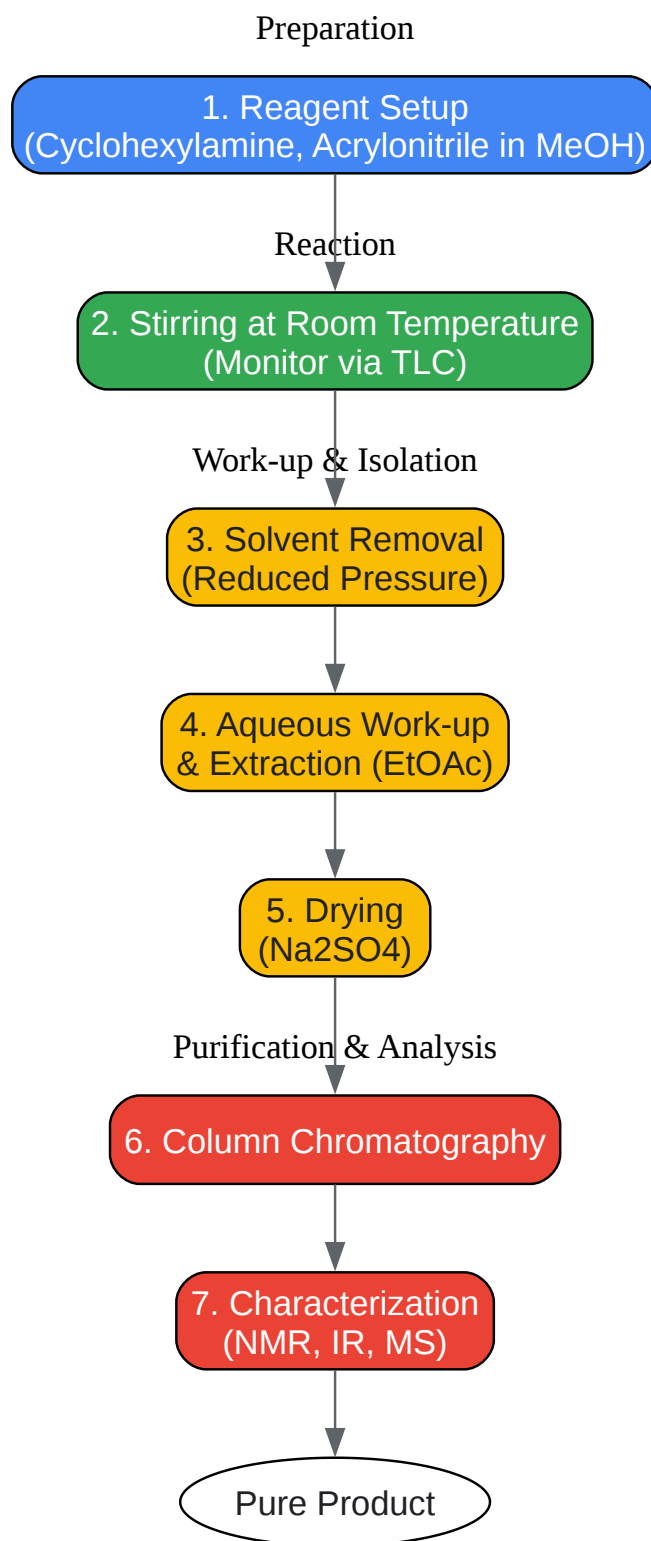 Preparation
1. Reagent Setup
(Cyclohexylamine, Acrylonitrile in MeOH)
Reaction
2. Stirring at Room Temperature
(Monitor via TLC)
Work-up & Isolation
3. Solvent Removal
(Reduced Pressure)
4. Aqueous Work-up
& Extraction (EtOAc)
5. Drying
(Na2SO4)
Purification & Analysis
6. Column Chromatography
7. Characterization
(NMR, IR, MS)
Pure Product